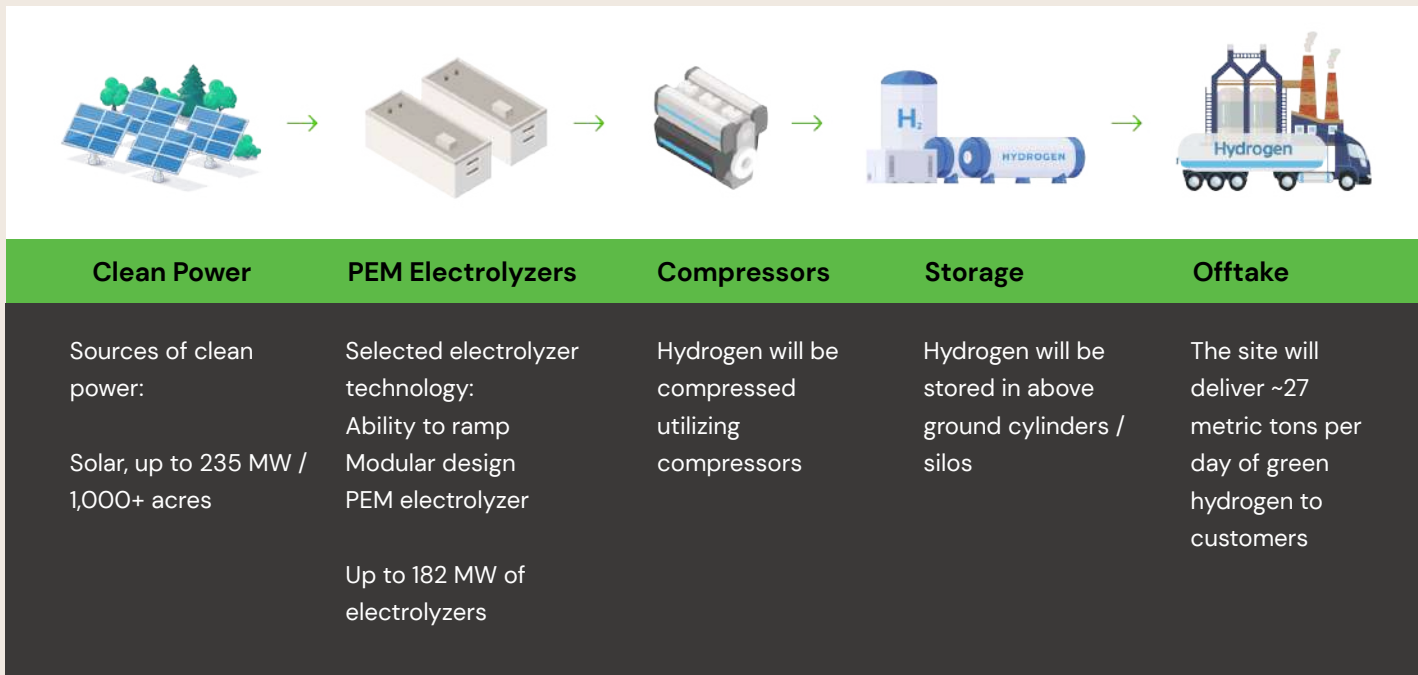 H₂
HYDROGEN
Hydrogen
Clean Power
PEM Electrolyzers
Compressors
Storage
Offtake
Sources of clean
power:
Solar, up to 235 MW /
1,000+ acres
Selected electrolyzer
technology:
Ability to ramp
Modular design
PEM electrolyzer
Up to 182 MW of
electrolyzers
Hydrogen will be
compressed
utilizing
compressors
Hydrogen will be
stored in above
ground cylinders /
silos
The site will
deliver ~27
metric tons per
day of green
hydrogen to
customers